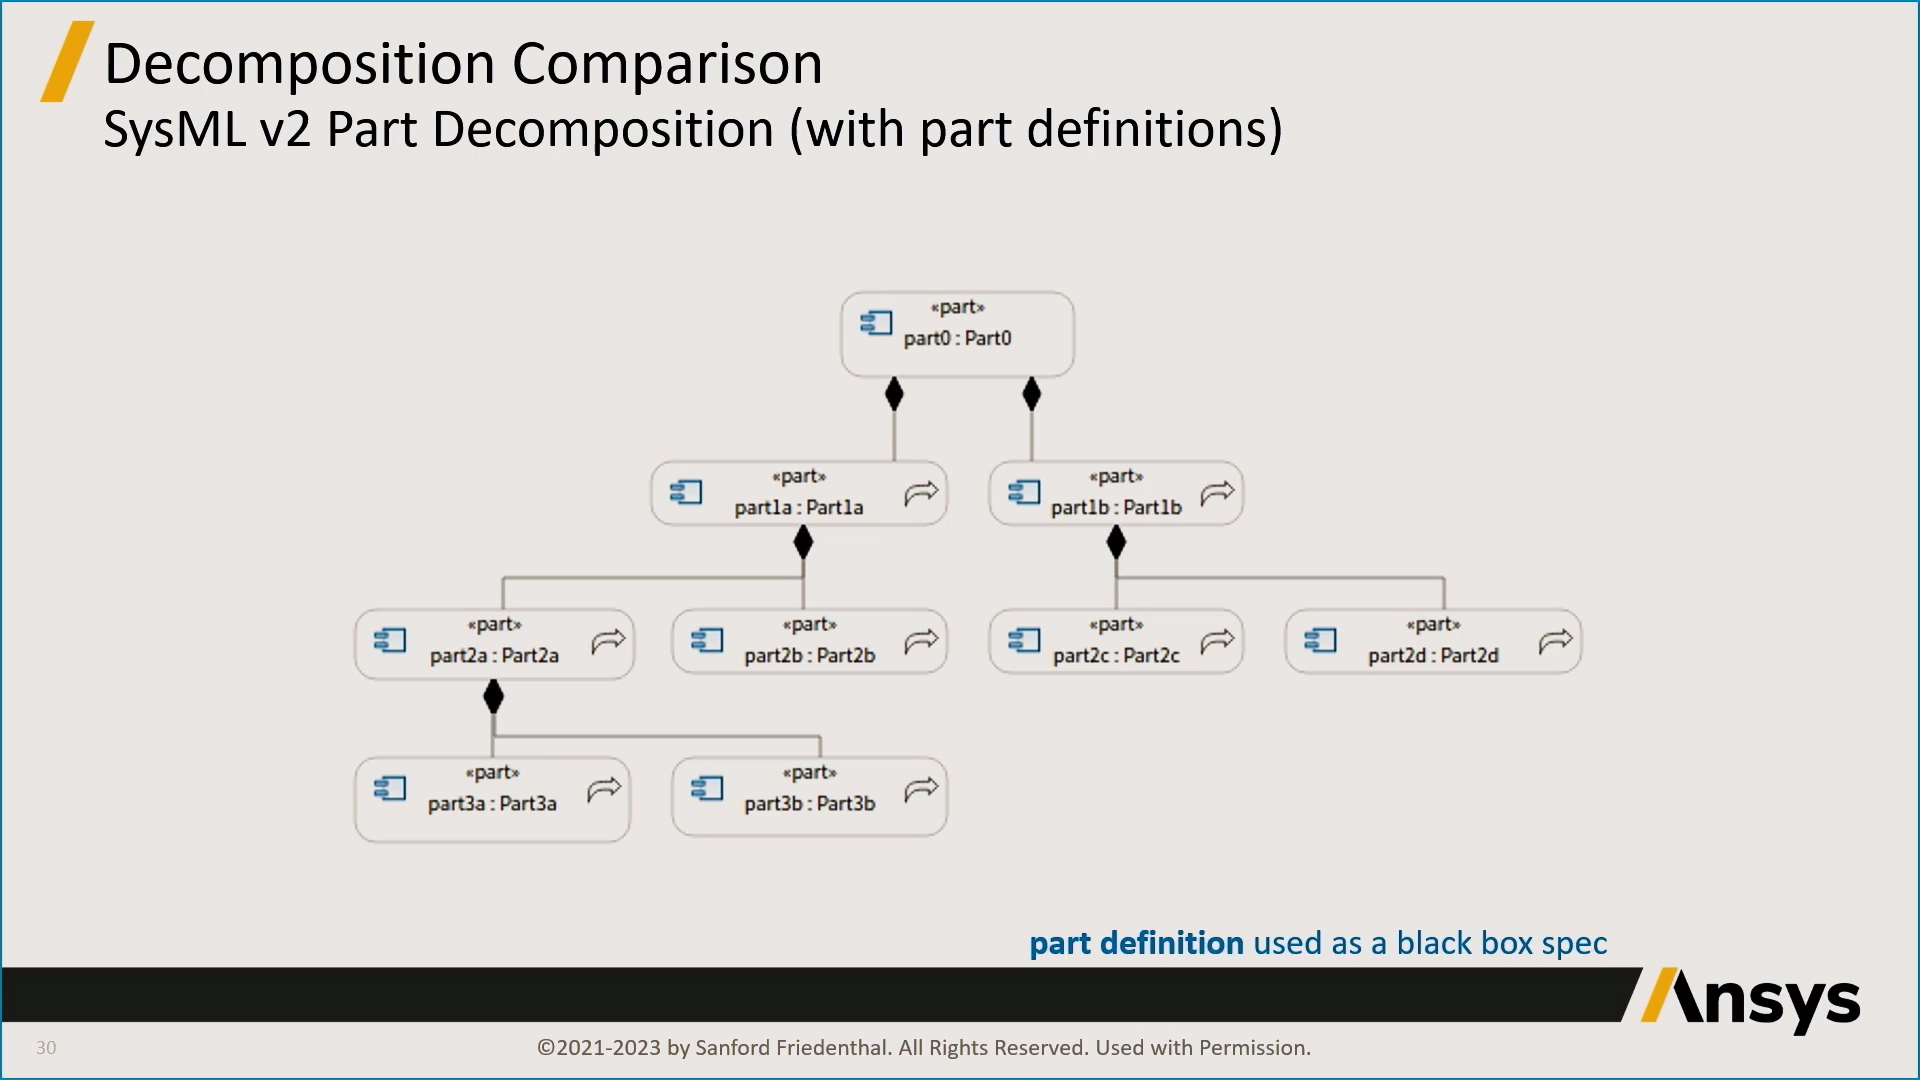 Decomposition Comparison
SysML v2 Part Decomposition (with part definitions)
«part»
part0 : Part0
«part»
part1a : Part1a
«part»
part1b : Part1b
«part»
part2a : Part2a
«part»
part2b : Part2b
«part»
part2c : Part2c
«part»
part2d : Part2d
«part»
part3a : Part3a
«part»
part3b : Part3b
part definition used as a black box spec
Ansys
30
©2021-2023 by Sanford Friedenthal. All Rights Reserved. Used with Permission.